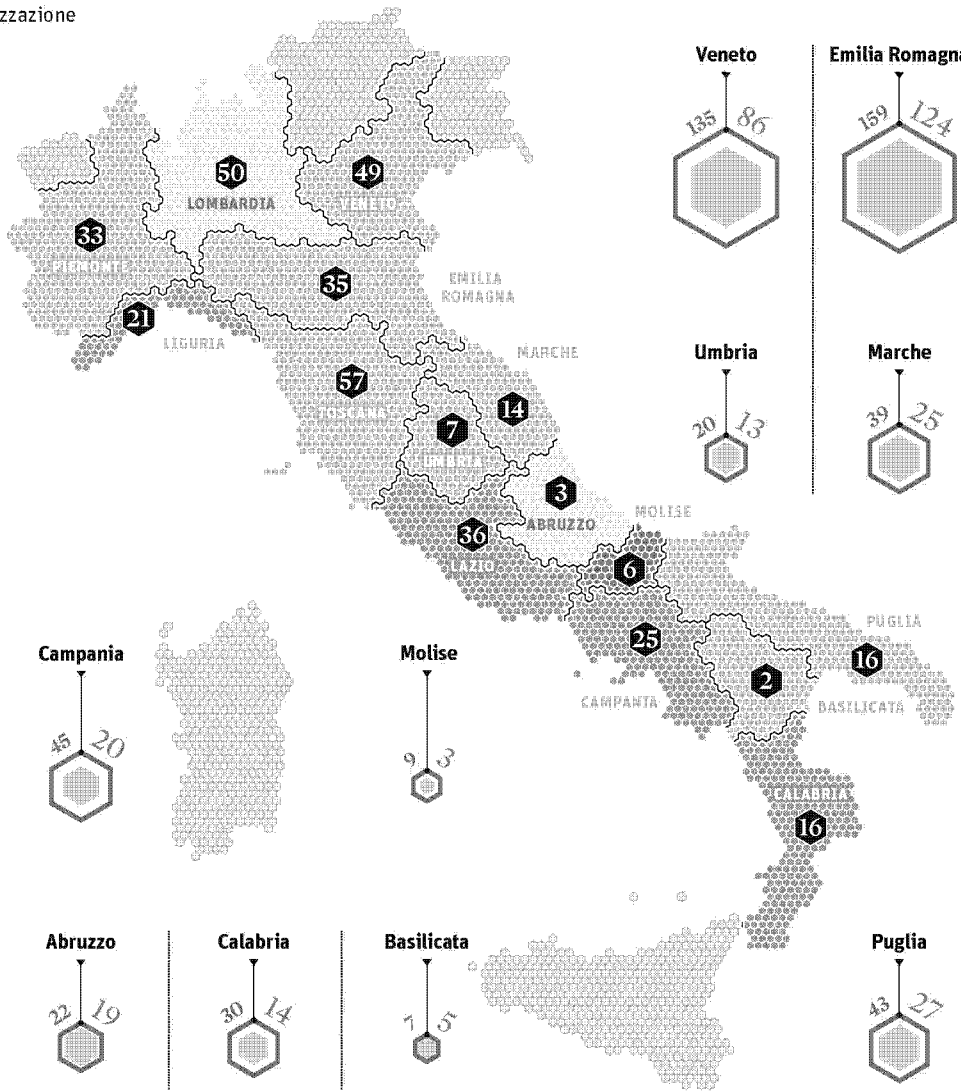 zzazione
Veneto
135 86
Emilia Romagna
159 124
50
LOMBARDIA
49
VENETO
33
PIEMONTE
35
EMILIA
ROMAGNA
21
LIGURIA
57
TOSCANA
MARCHE
14
7
UMBRIA
Umbria
20 13
Marche
39 25
3
ABRUZZO
36
LAZIO
MOLISE
6
25
CAMPANIA
PUGLIA
16
2
BASILICATA
Campania
45 20
Molise
9 3
CALABRIA
16
Abruzzo
22 19
Calabria
30 14
Basilicata
7 5
Puglia
43 27